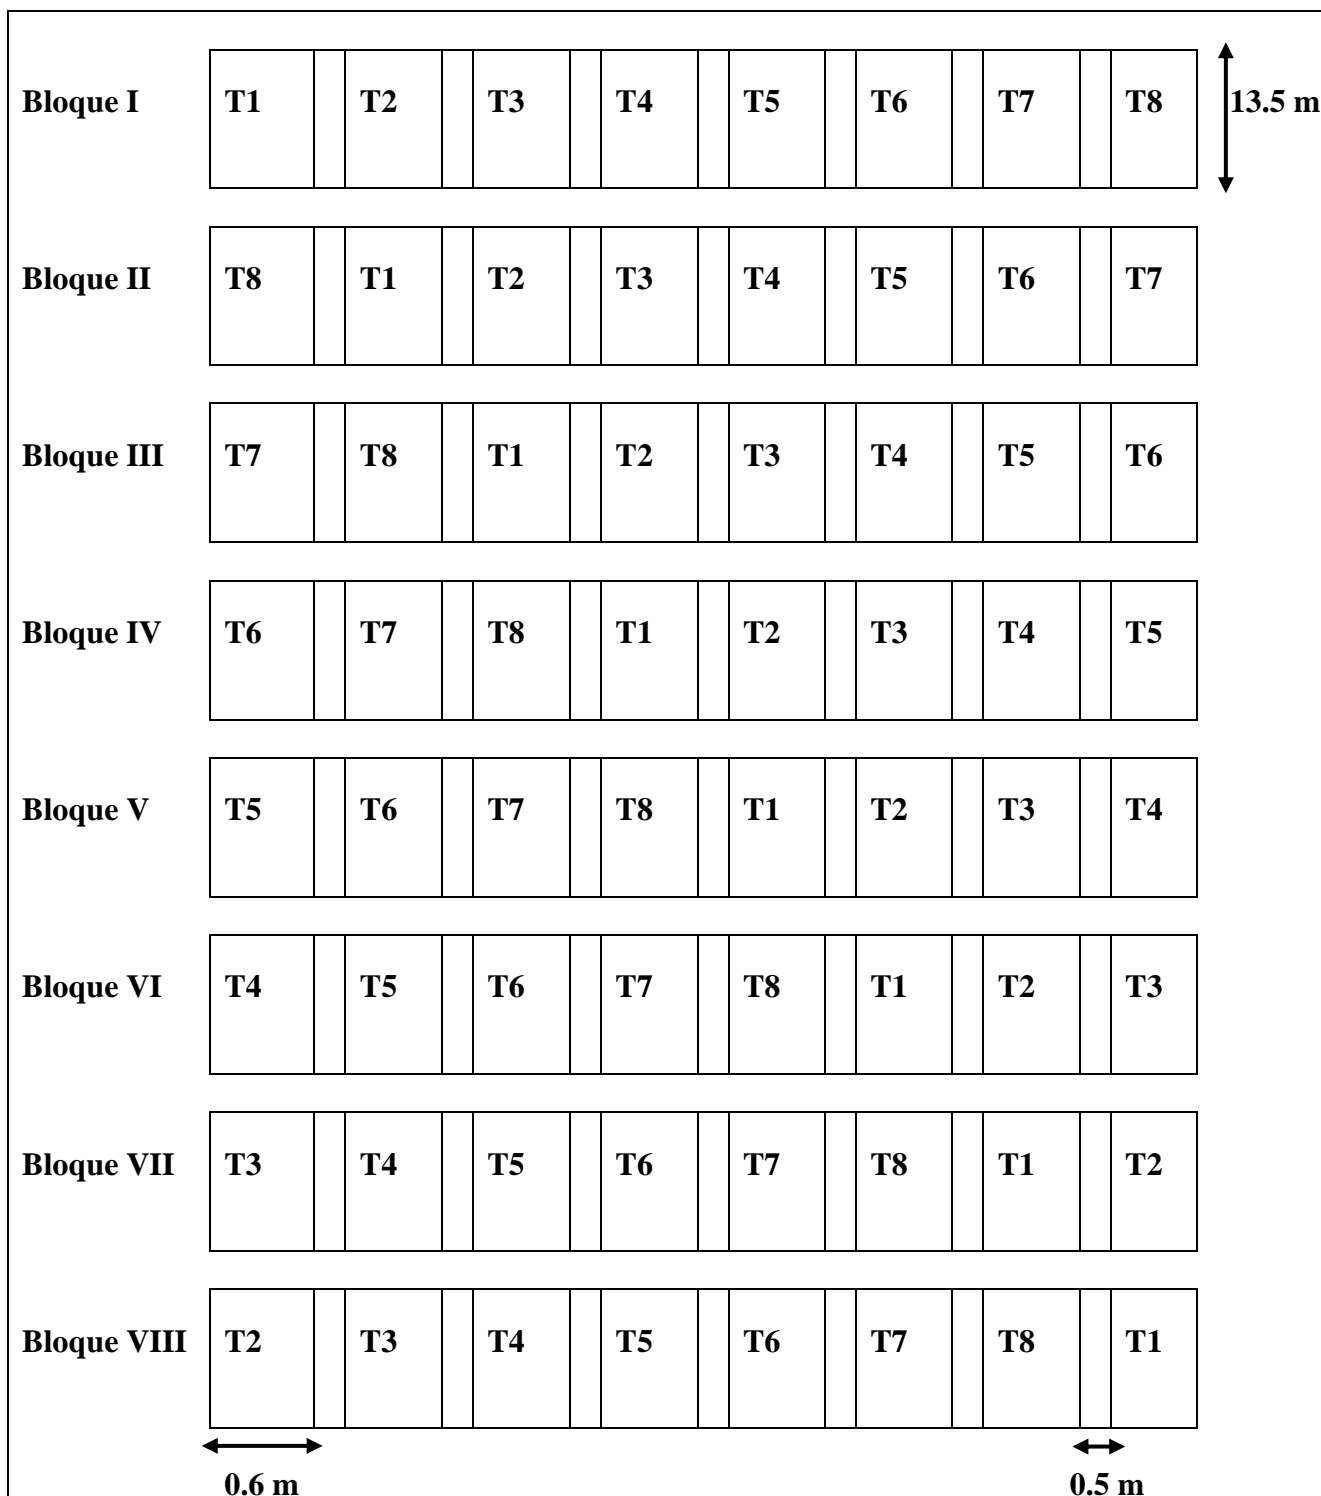 Bloque I T1 T2 T3 T4 T5 T6 T7 T8 13.5 m
Bloque II T8 T1 T2 T3 T4 T5 T6 T7
Bloque III T7 T8 T1 T2 T3 T4 T5 T6
Bloque IV T6 T7 T8 T1 T2 T3 T4 T5
Bloque V T5 T6 T7 T8 T1 T2 T3 T4
Bloque VI T4 T5 T6 T7 T8 T1 T2 T3
Bloque VII T3 T4 T5 T6 T7 T8 T1 T2
Bloque VIII T2 T3 T4 T5 T6 T7 T8 T1
0.6 m 0.5 m